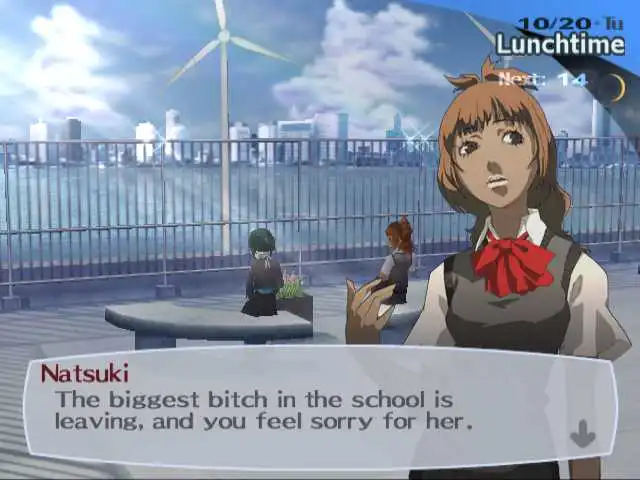 10/20・Tu
Lunchtime
Next: 14
Natsuki
The biggest bitch in the school is
leaving, and you feel sorry for her.